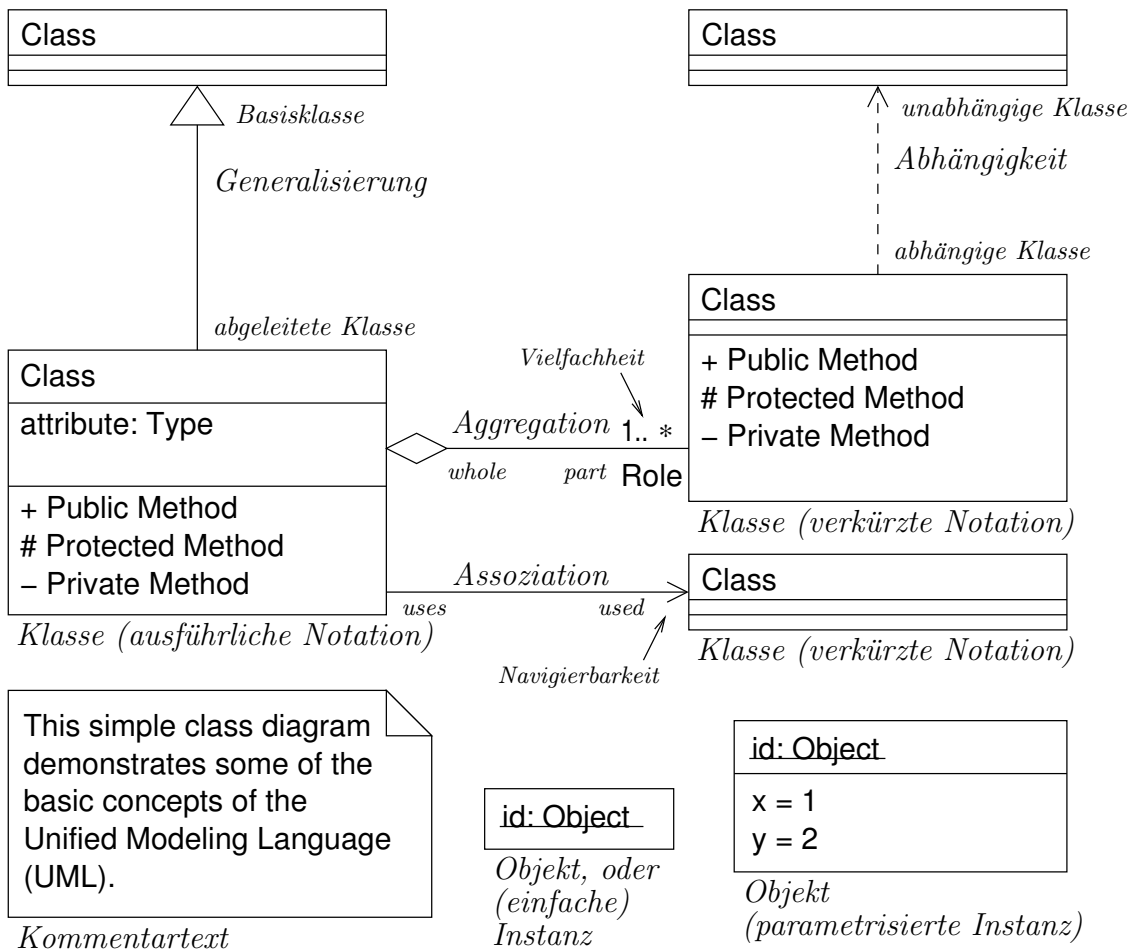 Class
Class
Basisklasse
unabhängige Klasse
Generalisierung
Abhängigkeit
abgeleitete Klasse
abhängige Klasse
Class
attribute: Type
+ Public Method
# Protected Method
– Private Method
Klasse (ausführliche Notation)
Vielfachheit
Aggregation 1.. *
whole part Role
Class
+ Public Method
# Protected Method
– Private Method
Klasse (verkürzte Notation)
Assoziation
uses used
Navigierbarkeit
Class
Klasse (verkürzte Notation)
This simple class diagram
demonstrates some of the
basic concepts of the
Unified Modeling Language
(UML).
Kommentartext
id: Object
Objekt, oder
(einfache)
Instanz
id: Object
x = 1
y = 2
Objekt
(parametrisierte Instanz)